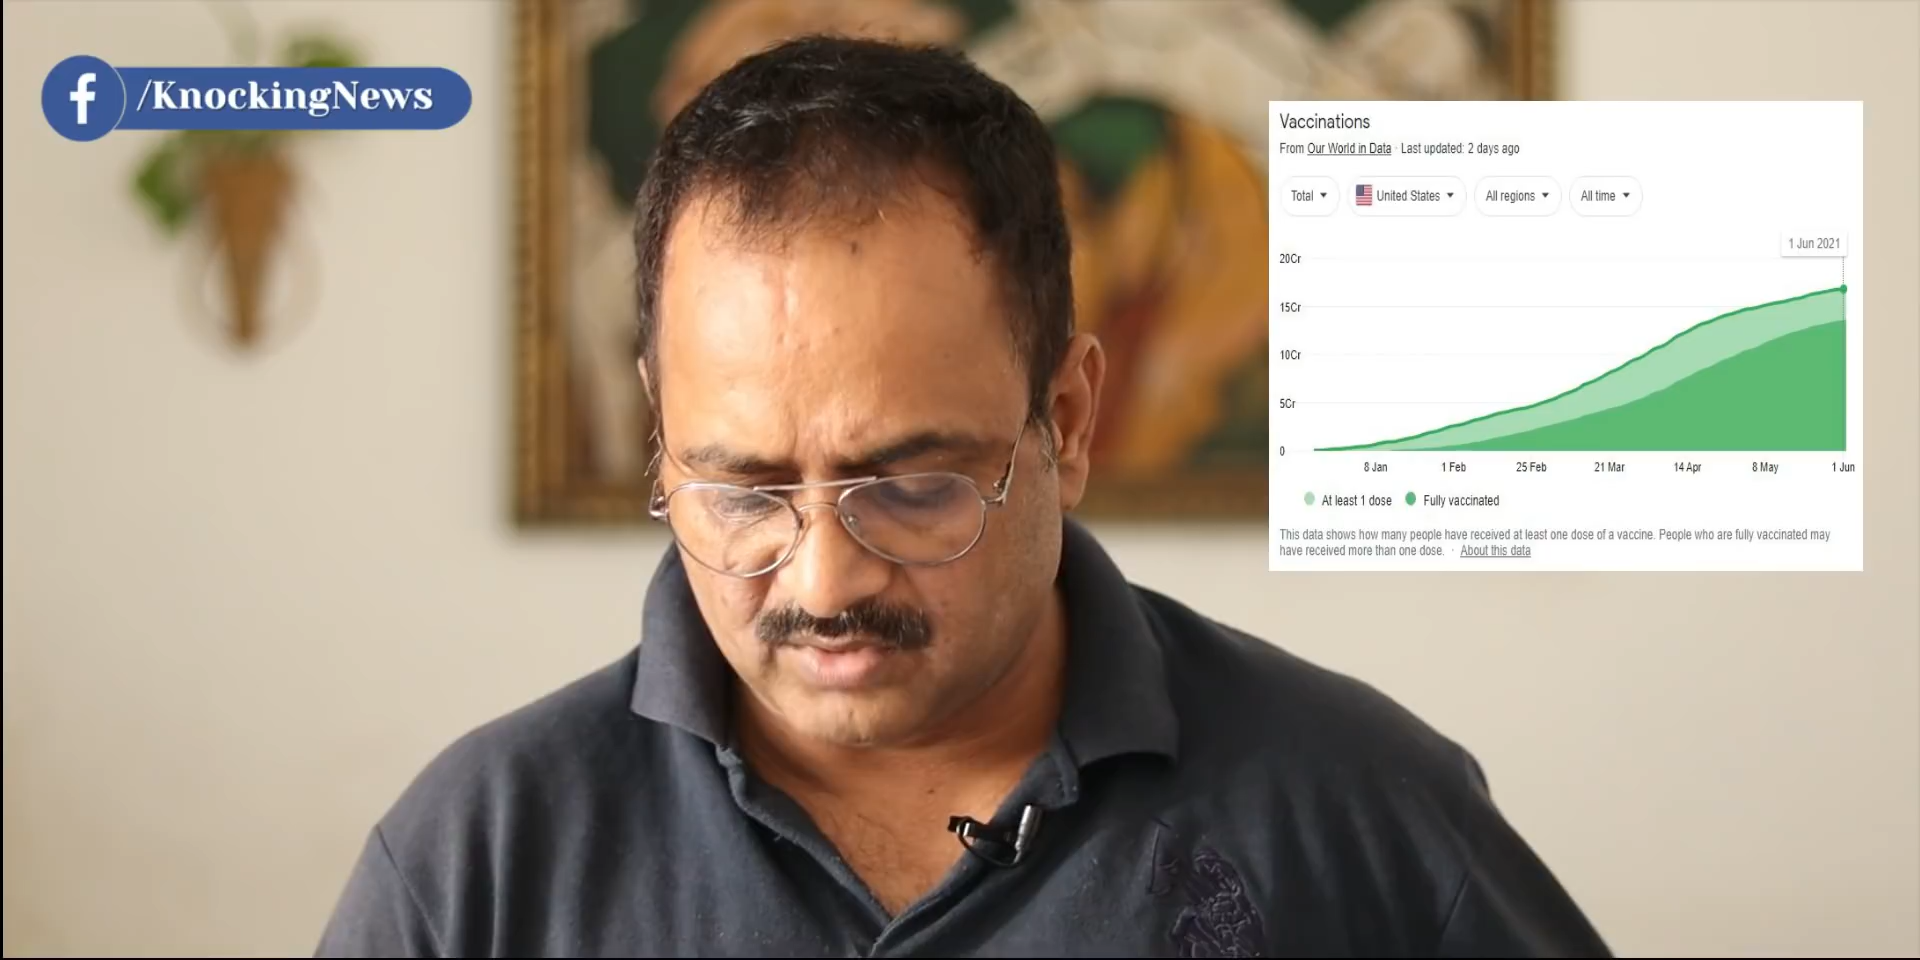 /KnockingNews
Vaccinations
From Our World in Data · Last updated: 2 days ago
Total United States All regions All time
1 Jun 2021
20Cr
15Cr
10Cr
5Cr
0
8 Jan 1 Feb 25 Feb 21 Mar 14 Apr 8 May 1 Jun
At least 1 dose Fully vaccinated
This data shows how many people have received at least one dose of a vaccine. People who are fully vaccinated may
have received more than one dose. · About this data